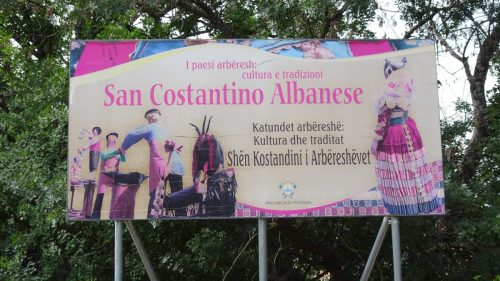 I paesi arbëresh:
cultura e tradizioni
San Costantino Albanese
Katundet arbëreshë:
Kultura dhe traditat
Shën Kostandini i Arbëreshëvet
PROVINCIA DI POTENZA